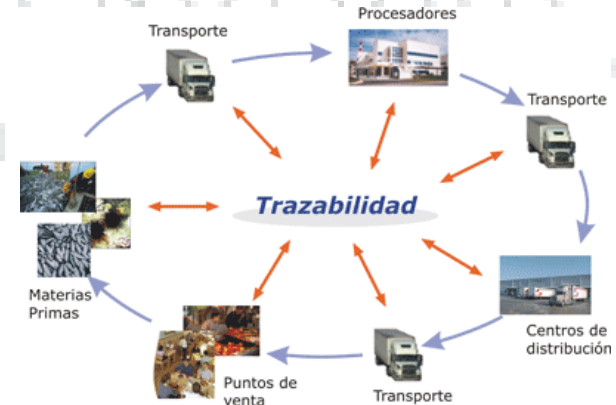 Procesadores
Transporte
Transporte
Trazabilidad
Materias
Primas
Centros de
distribución
Puntos de
venta
Transporte